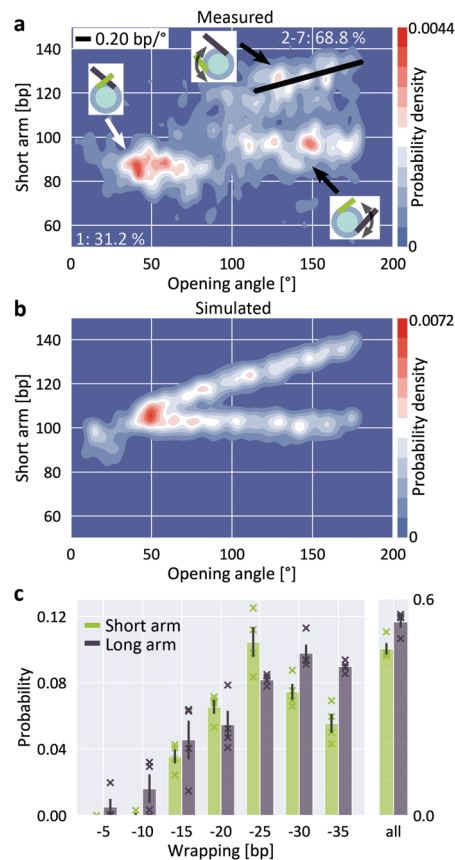 a
Measured
0.20 bp/°
2-7: 68.8 %
1: 31.2 %
Short arm [bp]
140
120
100
80
60
0
50
100
150
200
Opening angle [°]
0.0044
Probability density
0
b
Simulated
Short arm [bp]
140
120
100
80
60
0
50
100
150
200
Opening angle [°]
0.0072
Probability density
0
c
Short arm
Long arm
Probability
0.12
0.08
0.04
0.00
-5
-10
-15
-20
-25
-30
-35
all
Wrapping [bp]
0.6
0.0